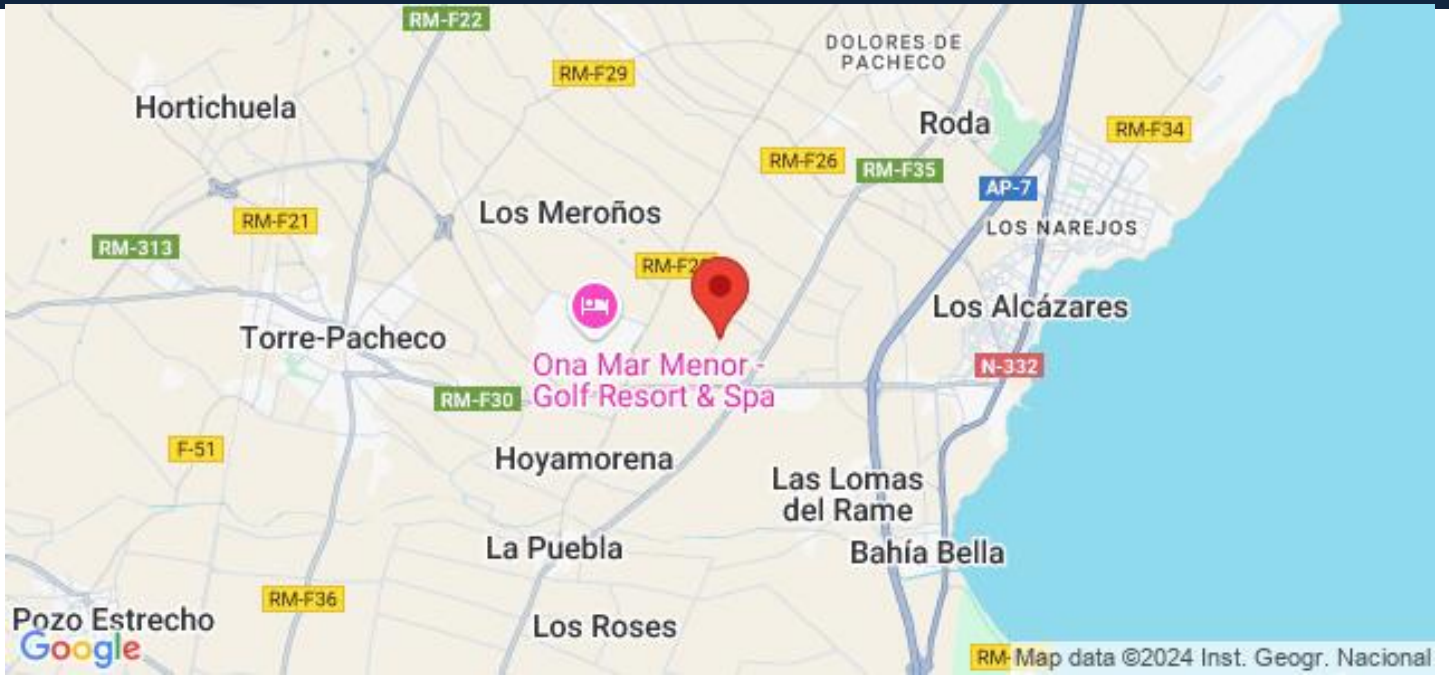 RM-F22
DOLORES DE
PACHECO
RM-F29
Hortichuela
Roda
RM-F34
RM-F26
RM-F35
AP-7
Los Meroños
RM-F21
LOS NAREJOS
RM-313
Los Alcázares
Torre-Pacheco
Ona Mar Menor -
Golf Resort & Spa
N-332
RM-F30
F-51
Hoyamorena
Las Lomas
del Rame
La Puebla
Bahía Bella
RM-F36
Pozo Estrecho
Los Roses
Google
Map data ©2024 Inst. Geogr. Nacional